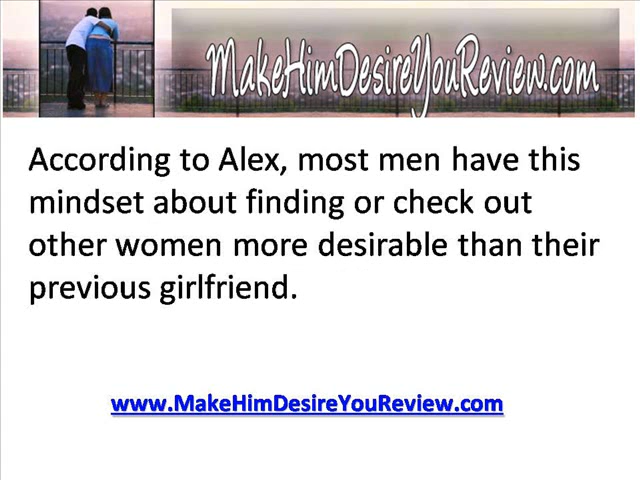 MakeHimDesireYouReview.com
According to Alex, most men have this
mindset about finding or check out
other women more desirable than their
previous girlfriend.
www.MakeHimDesireYouReview.com